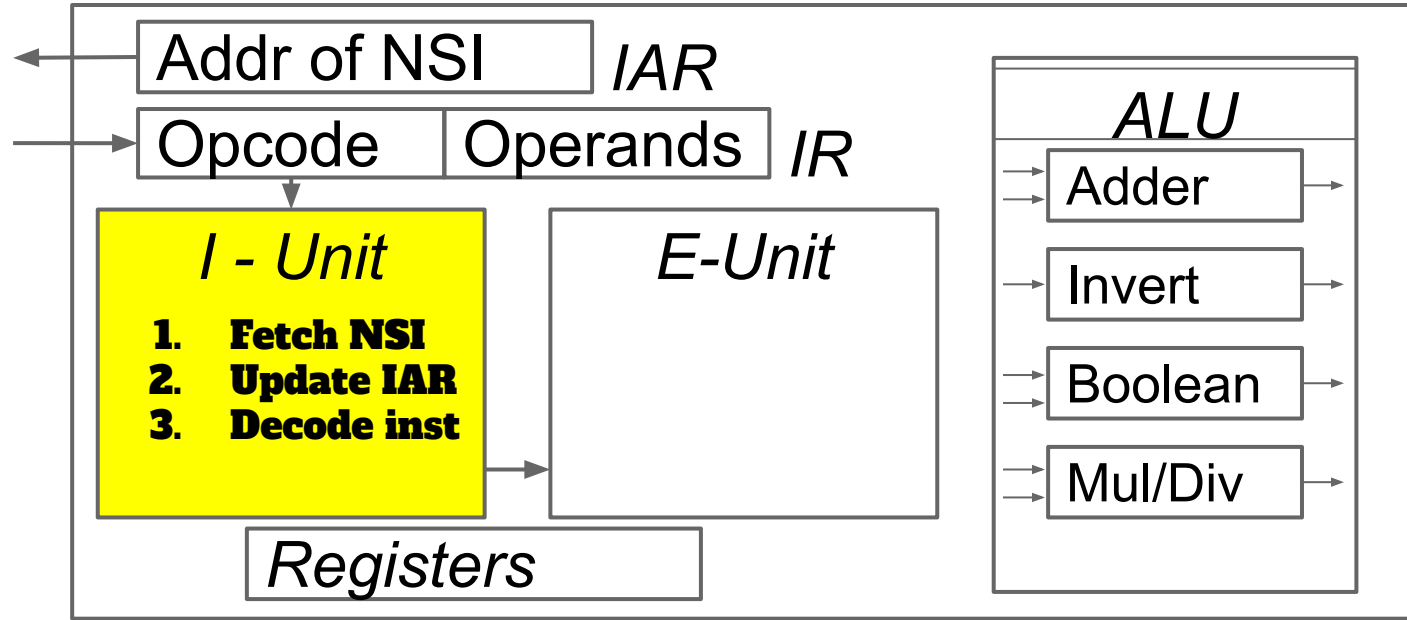 Addr of NSI
IAR
Opcode
Operands
IR
I - Unit
1. Fetch NSI
2. Update IAR
3. Decode inst
E-Unit
Registers
ALU
Adder
Invert
Boolean
Mul/Div